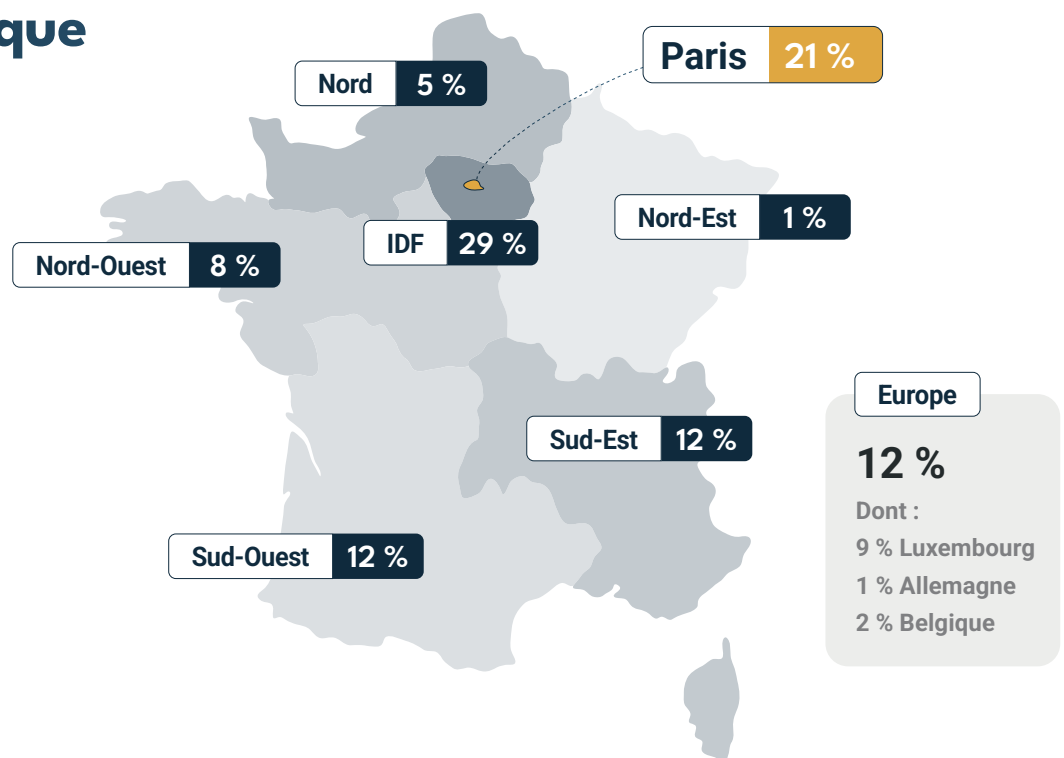 que
Paris 21 %
Nord 5 %
Nord-Est 1 %
IDF 29 %
Nord-Ouest 8 %
Europe
12 %
Dont :
9 % Luxembourg
1 % Allemagne
2 % Belgique
Sud-Est 12 %
Sud-Ouest 12 %